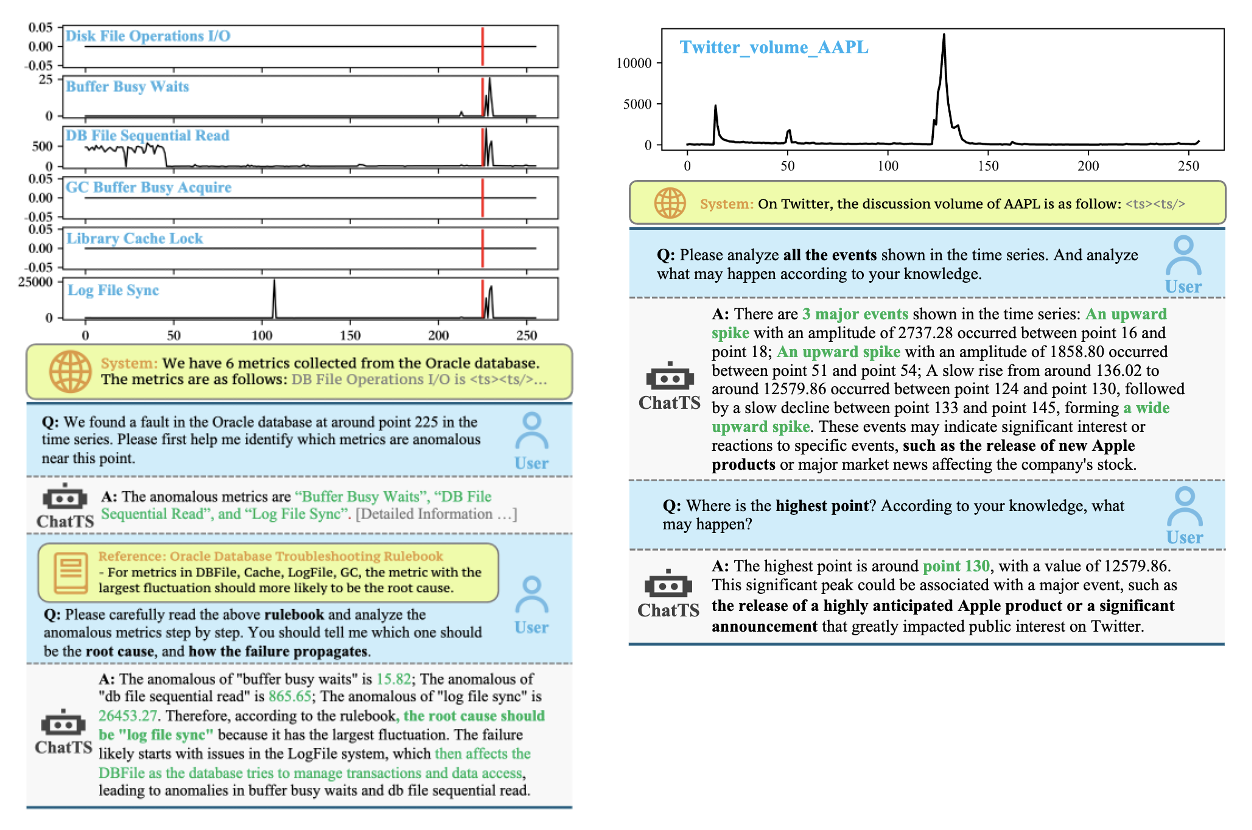 0.05
0.00
-0.05
Disk File Operations I/O
25
0
Buffer Busy Waits
500
0
DB File Sequential Read
0.05
0.00
-0.05
GC Buffer Busy Acquire
0.05
0.00
-0.05
Library Cache Lock
25000
0
Log File Sync
0 50 100 150 200 250
System: We have 6 metrics collected from the Oracle database.
The metrics are as follows: DB File Operations I/O is <ts><ts/>...
Q: We found a fault in the Oracle database at around point 225 in the
time series. Please first help me identify which metrics are anomalous
near this point.
User
ChatTS
A: The anomalous metrics are “Buffer Busy Waits”, “DB File
Sequential Read”, and “Log File Sync”. [Detailed Information …]
Reference: Oracle Database Troubleshooting Rulebook
- For metrics in DBFile, Cache, LogFile, GC, the metric with the
largest fluctuation should more likely to be the root cause.
Q: Please carefully read the above rulebook and analyze the
anomalous metrics step by step. You should tell me which one should
be the root cause, and how the failure propagates.
User
ChatTS
A: The anomalous of "buffer busy waits" is 15.82; The anomalous of
"db file sequential read" is 865.65; The anomalous of "log file sync" is
26453.27. Therefore, according to the rulebook, the root cause should
be "log file sync" because it has the largest fluctuation. The failure
likely starts with issues in the LogFile system, which then affects the
DBFile as the database tries to manage transactions and data access,
leading to anomalies in buffer busy waits and db file sequential read.
Twitter_volume_AAPL
10000
5000
0
0 50 100 150 200 250
System: On Twitter, the discussion volume of AAPL is as follow: <ts><ts/>
Q: Please analyze all the events shown in the time series. And analyze
what may happen according to your knowledge.
User
ChatTS
A: There are 3 major events shown in the time series: An upward
spike with an amplitude of 2737.28 occurred between point 16 and
point 18; An upward spike with an amplitude of 1858.80 occurred
between point 51 and point 54; A slow rise from around 136.02 to
around 12579.86 occurred between point 124 and point 130, followed
by a slow decline between point 133 and point 145, forming a wide
upward spike. These events may indicate significant interest or
reactions to specific events, such as the release of new Apple
products or major market news affecting the company's stock.
Q: Where is the highest point? According to your knowledge, what
may happen?
User
ChatTS
A: The highest point is around point 130, with a value of 12579.86.
This significant peak could be associated with a major event, such as
the release of a highly anticipated Apple product or a significant
announcement that greatly impacted public interest on Twitter.